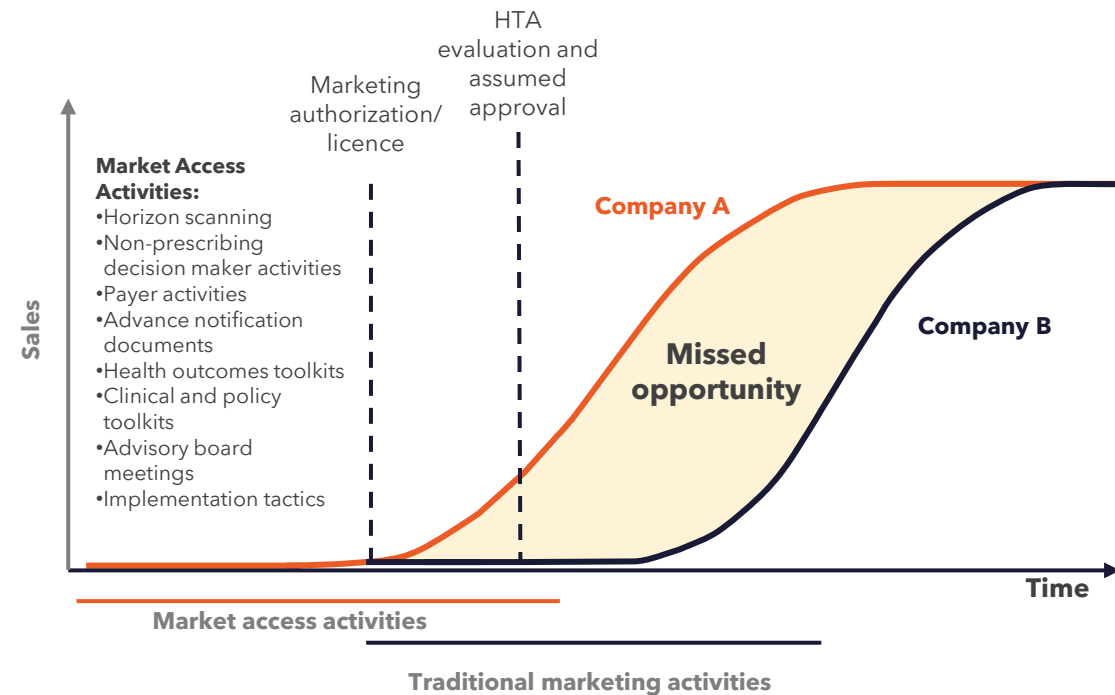 HTA
evaluation and
assumed
approval
Marketing
authorization/
licence
Market Access
Activities:
•Horizon scanning
•Non-prescribing
decision maker activities
•Payer activities
•Advance notification
documents
•Health outcomes toolkits
•Clinical and policy
toolkits
•Advisory board
meetings
•Implementation tactics
Sales
Company A
Company B
Missed
opportunity
Time
Market access activities
Traditional marketing activities